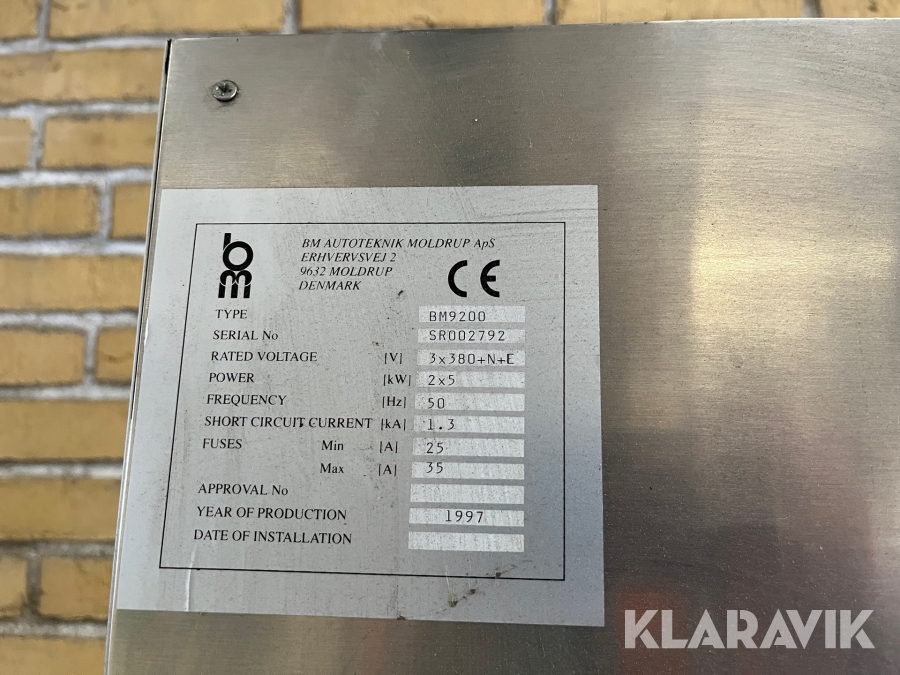 bm
BM AUTOTEKNIK MOLDRUP ApS
ERHVERVSVEJ 2
9632 MOLDRUP
DENMARK
CE
TYPE BM9200
SERIAL No SR002792
RATED VOLTAGE [V] 3x380+N+E
POWER [kW] 2x5
FREQUENCY [Hz] 50
SHORT CIRCUIT CURRENT [kA] 1.3
FUSES Min [A] 25
Max [A] 35
APPROVAL No
YEAR OF PRODUCTION 1997
DATE OF INSTALLATION
KLARAVIK